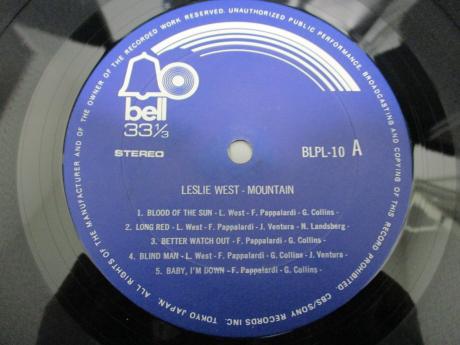 ALL RIGHTS OF THE MANUFACTURER AND OF THE OWNER OF THE RECORDED WORK RESERVED. UNAUTHORIZED PUBLIC PERFORMANCE, BROADCASTING AND COPYING OF THIS RECORD PROHIBITED.
bell
33 1/3
STEREO
BLPL-10 A
LESLIE WEST - MOUNTAIN
1. BLOOD OF THE SUN - L. West - F. Pappalardi - G. Collins -
2. LONG RED - L. West - F. Pappalardi - J. Ventura - N. Landsberg -
3. BETTER WATCH OUT - F. Pappalardi - G. Collins -
4. BLIND MAN - L. West - F. Pappalardi - G. Collins - J. Ventura -
5. BABY, I'M DOWN - F. Pappalardi - G. Collins -
CBS/SONY RECORDS INC. TOKYO JAPAN.